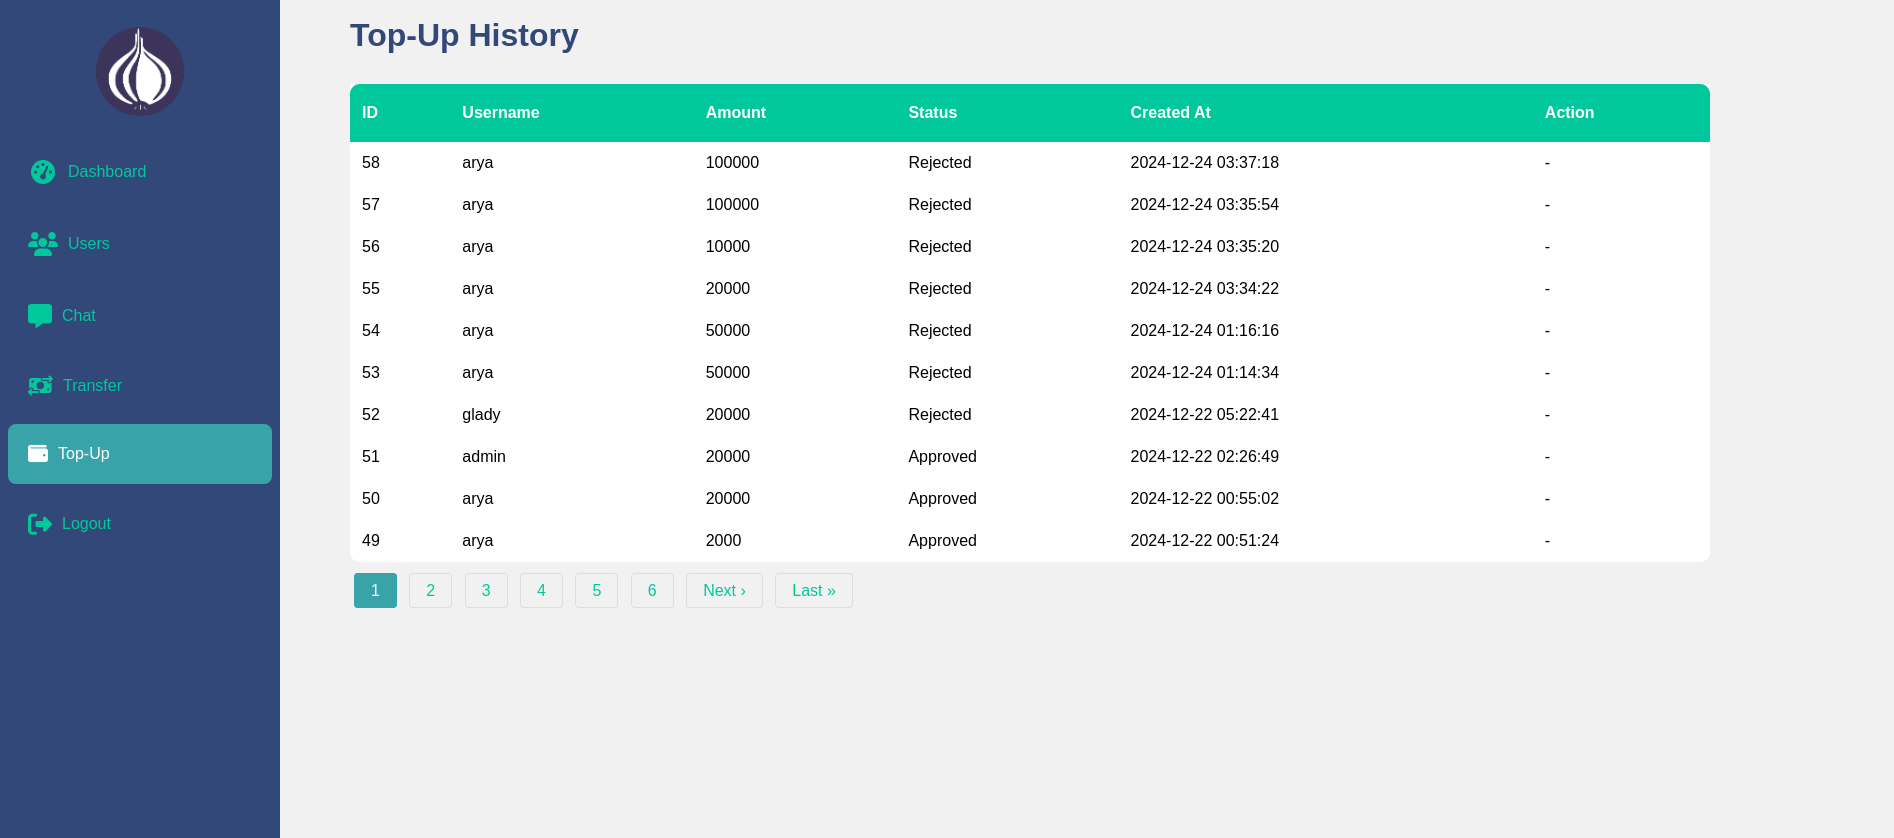 Dashboard
Users
Chat
Transfer
Top-Up
Logout
Top-Up History
ID Username Amount Status Created At Action
58 arya 100000 Rejected 2024-12-24 03:37:18 -
57 arya 100000 Rejected 2024-12-24 03:35:54 -
56 arya 10000 Rejected 2024-12-24 03:35:20 -
55 arya 20000 Rejected 2024-12-24 03:34:22 -
54 arya 50000 Rejected 2024-12-24 01:16:16 -
53 arya 50000 Rejected 2024-12-24 01:14:34 -
52 glady 20000 Rejected 2024-12-22 05:22:41 -
51 admin 20000 Approved 2024-12-22 02:26:49 -
50 arya 20000 Approved 2024-12-22 00:55:02 -
49 arya 2000 Approved 2024-12-22 00:51:24 -
1 2 3 4 5 6 Next › Last »